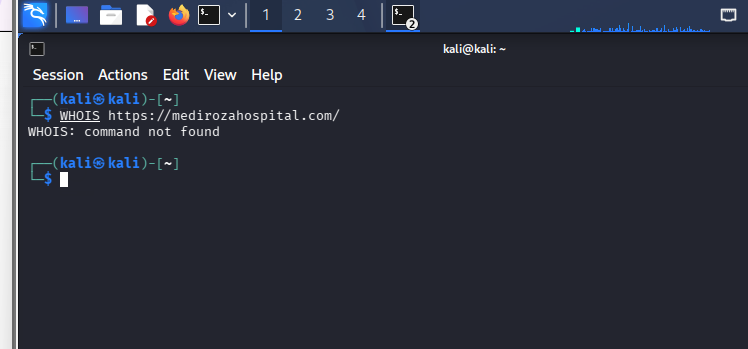 1 2 3 4 2
kali@kali: ~
Session Actions Edit View Help
┌──(kali㉿kali)-[~]
└─$ WHOIS https://medirozahospital.com/
WHOIS: command not found
┌──(kali㉿kali)-[~]
└─$